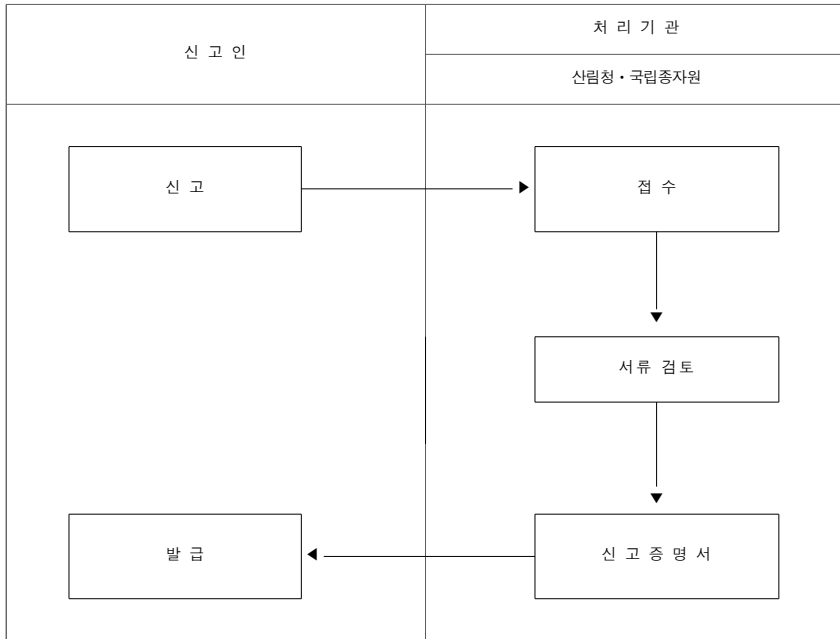 신 고 인
처 리 기 관
산림청·국립종자원
신 고
접 수
서류 검토
발 급
신 고 증 명 서